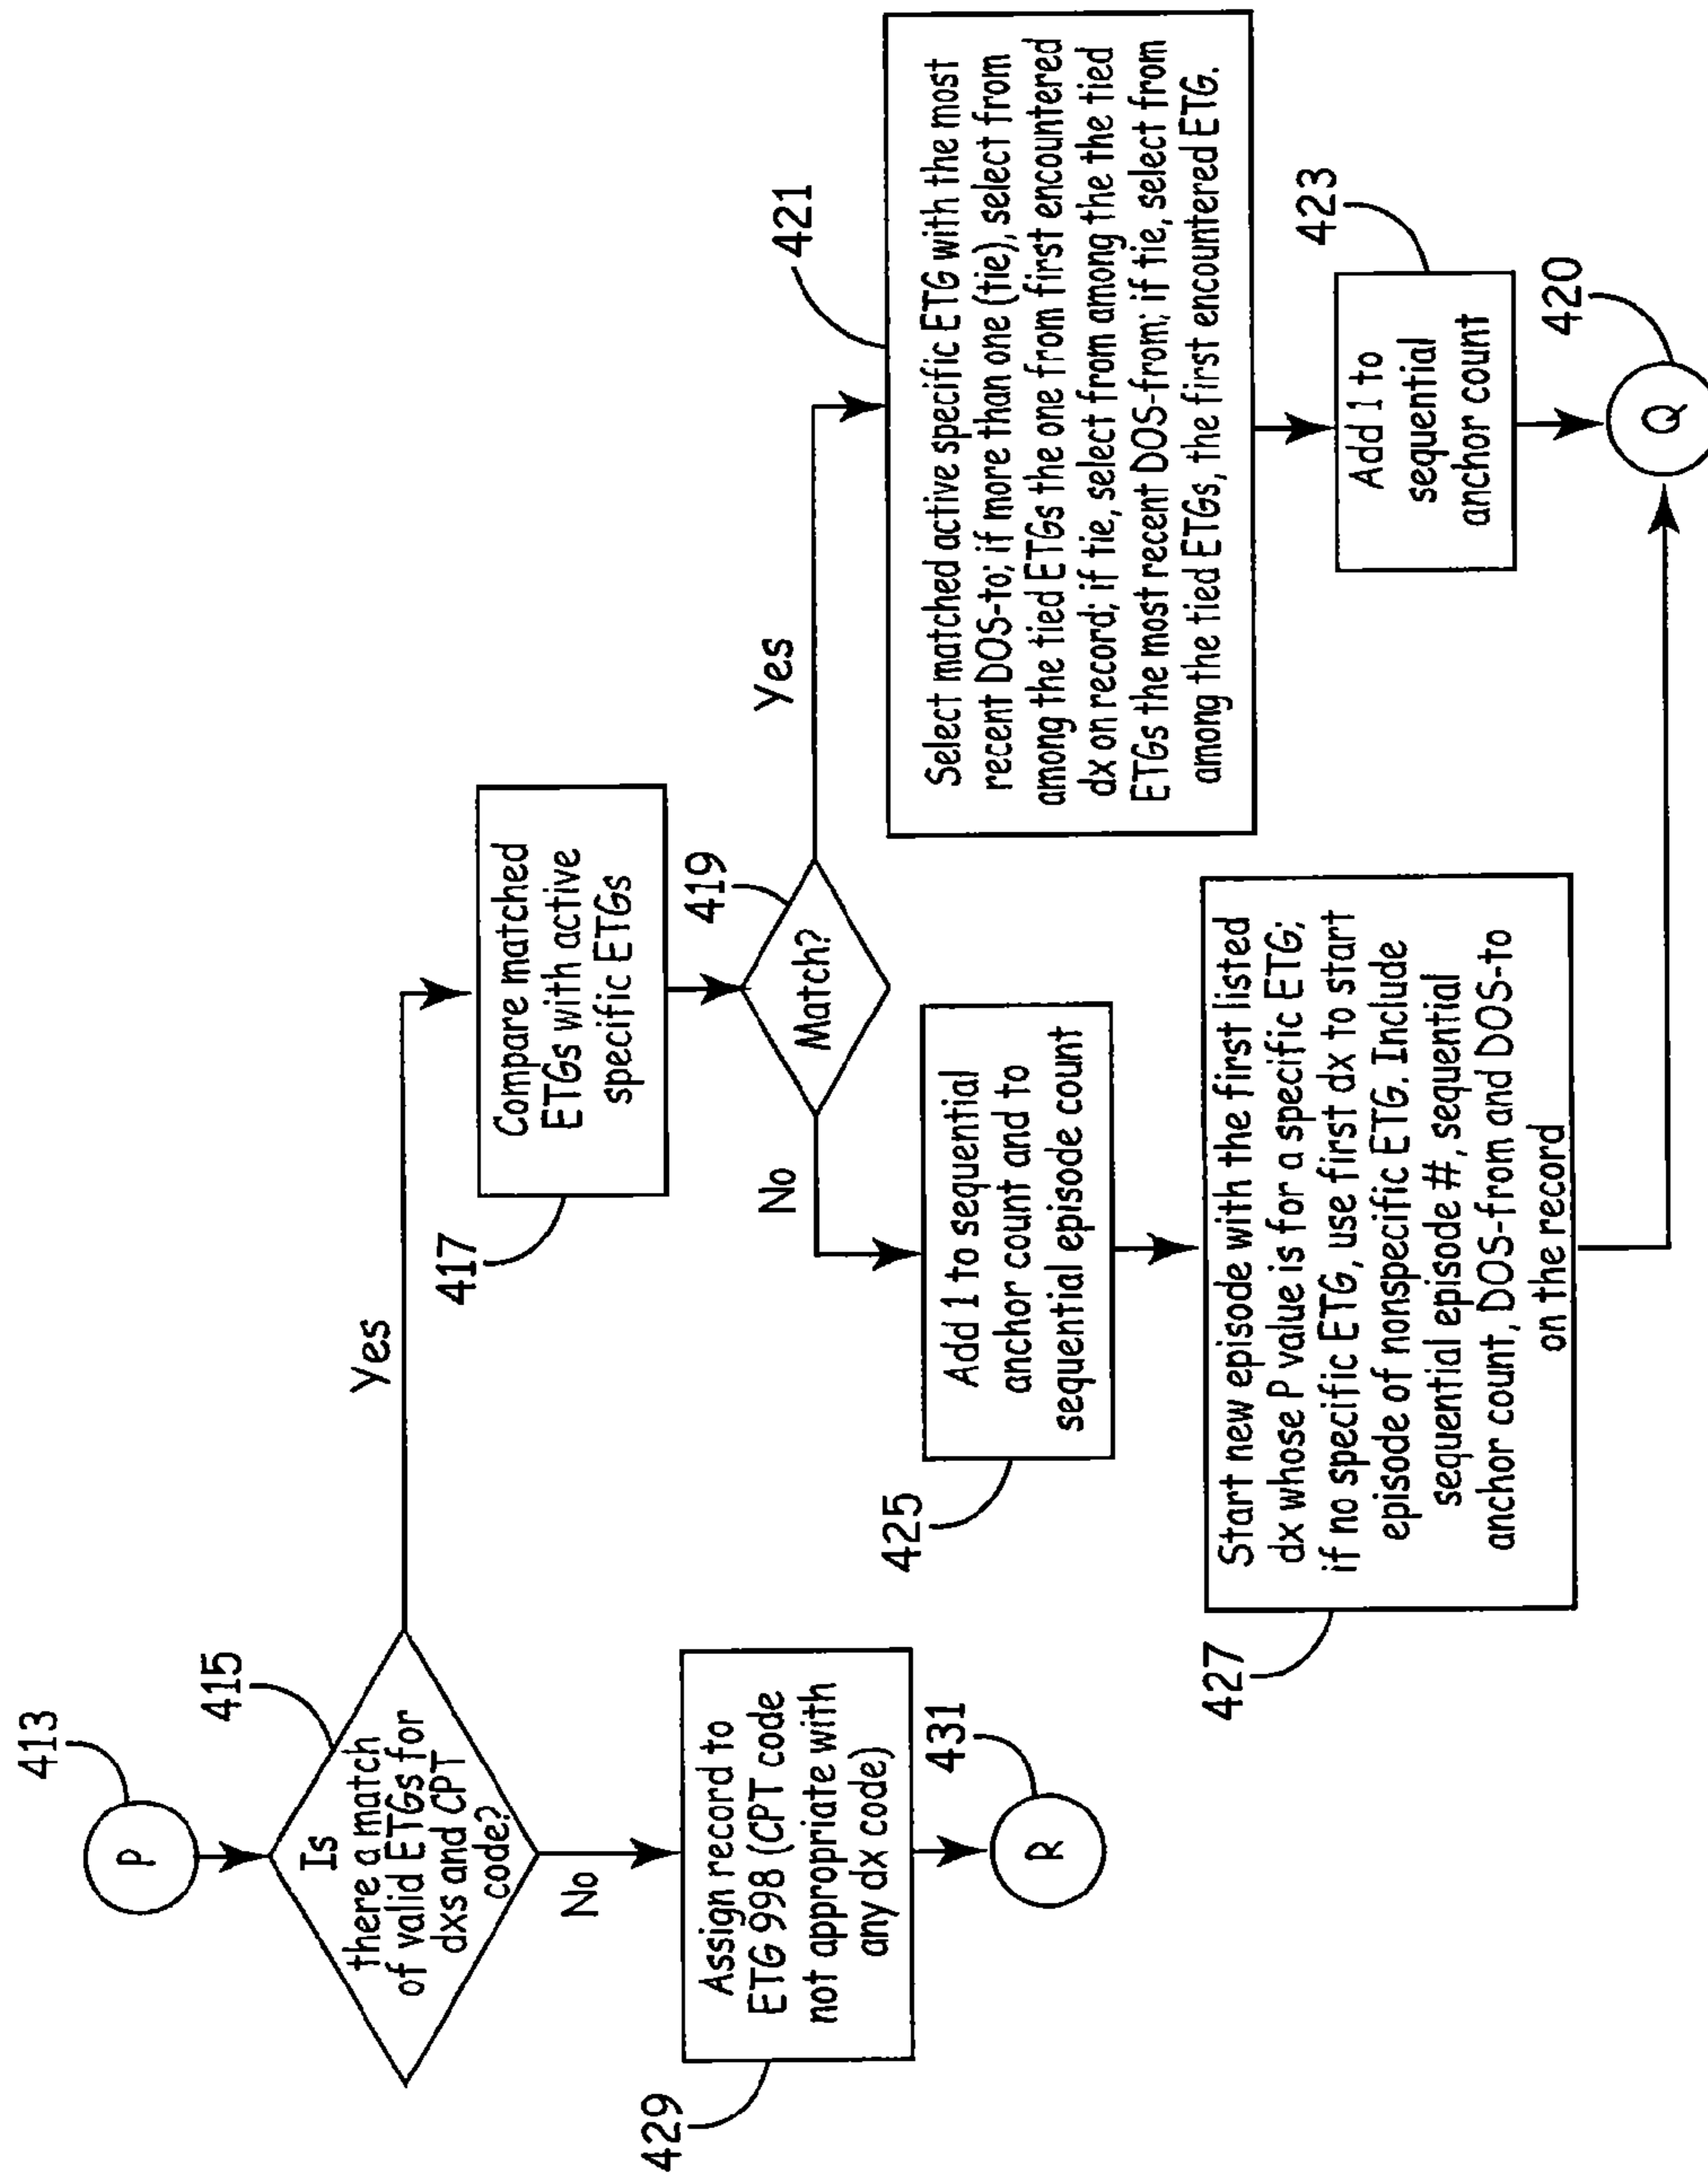 413
P
415
Is
there a match
of valid ETGs for
dxs and CPT
code?
Yes
No
429
Assign record to
ETG 998 (CPT code
not appropriate with
any dx code)
431
R
417
Compare matched
ETGs with active
specific ETGs
419
Match?
Yes
No
421
Select matched active specific ETG with the most
recent DOS-to; if more than one (tie), select from
among the tied ETGs the one from first encountered
dx on record; if tie, select from among the the tied
ETGs the most recent DOS-from; if tie, select from
among the tied ETGs, the first encountered ETG.
423
Add 1 to
sequential
anchor count
425
Add 1 to sequential
anchor count and to
sequential episode count
427
Start new episode with the first listed
dx whose P value is for a specific ETG;
if no specific ETG, use first dx to start
episode of nonspecific ETG. Include
sequential episode #, sequential
anchor count, DOS-from and DOS-to
on the record
420
Q